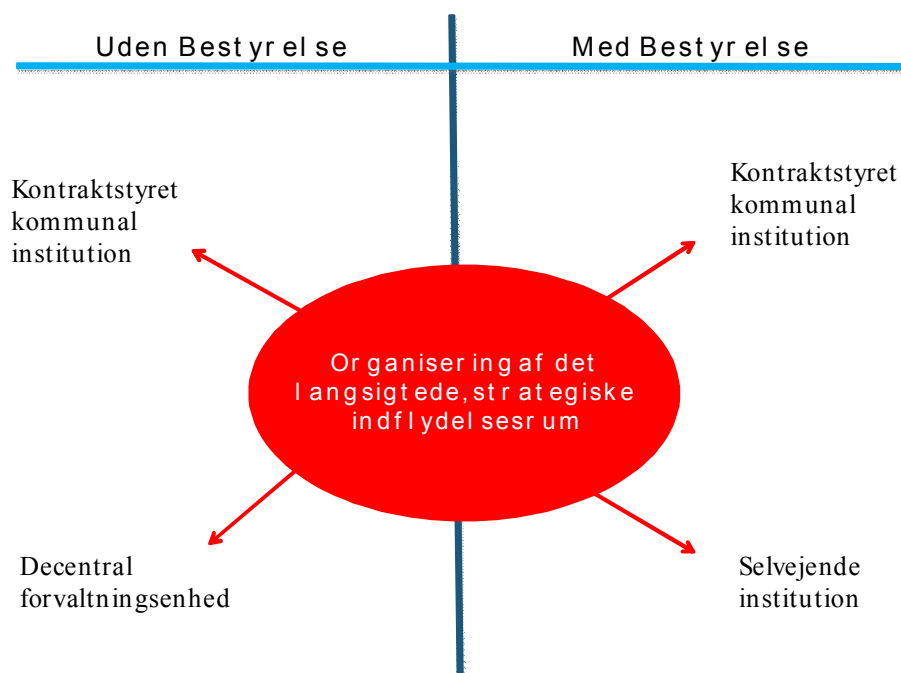 Uden Bestyrelse
Med Bestyrelse
Kontraktstyret
kommunal
institution
Kontraktstyret
kommunal
institution
Organisering af det
langsigtede, strategiske
indflydelsesrum
Decentral
forvaltningsenhed
Selvejende
institution